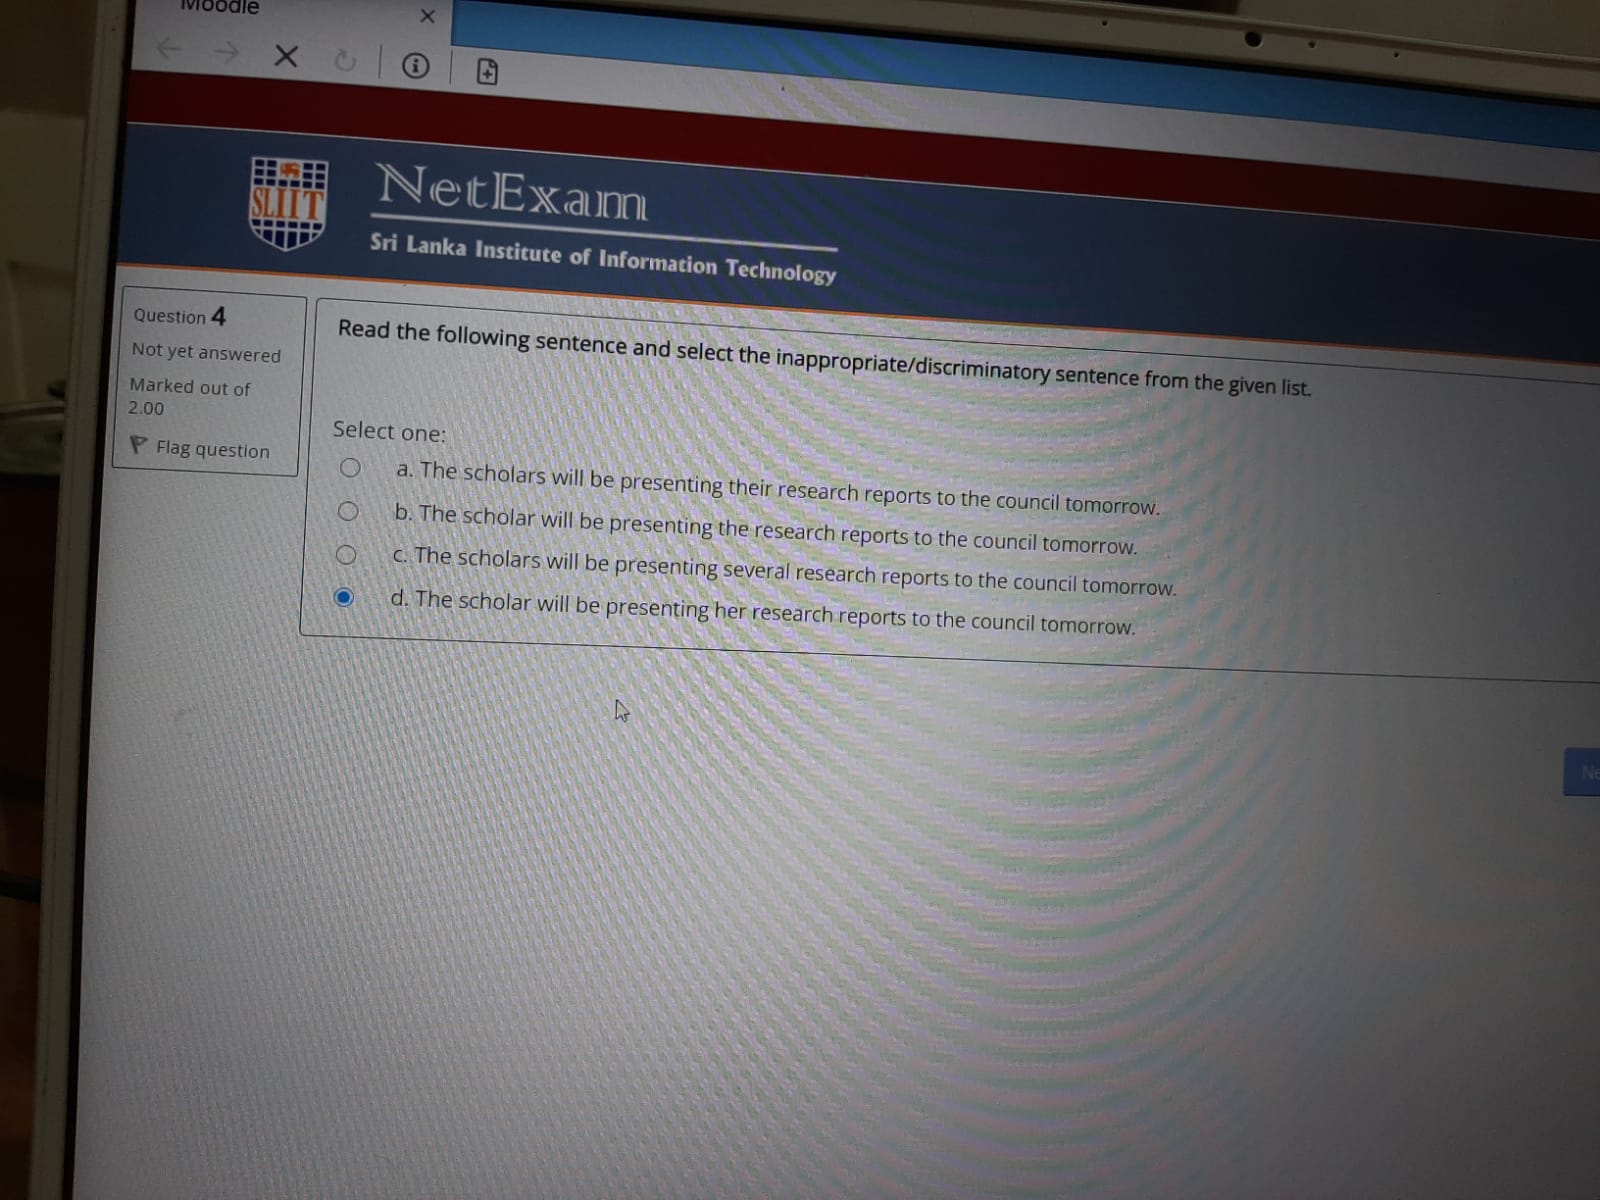 Moodle
SLIIT
NetExam
Sri Lanka Institute of Information Technology
Question 4
Not yet answered
Marked out of
2.00
Flag question
Read the following sentence and select the inappropriate/discriminatory sentence from the given list.
Select one:
a. The scholars will be presenting their research reports to the council tomorrow.
b. The scholar will be presenting the research reports to the council tomorrow.
c. The scholars will be presenting several research reports to the council tomorrow.
d. The scholar will be presenting her research reports to the council tomorrow.